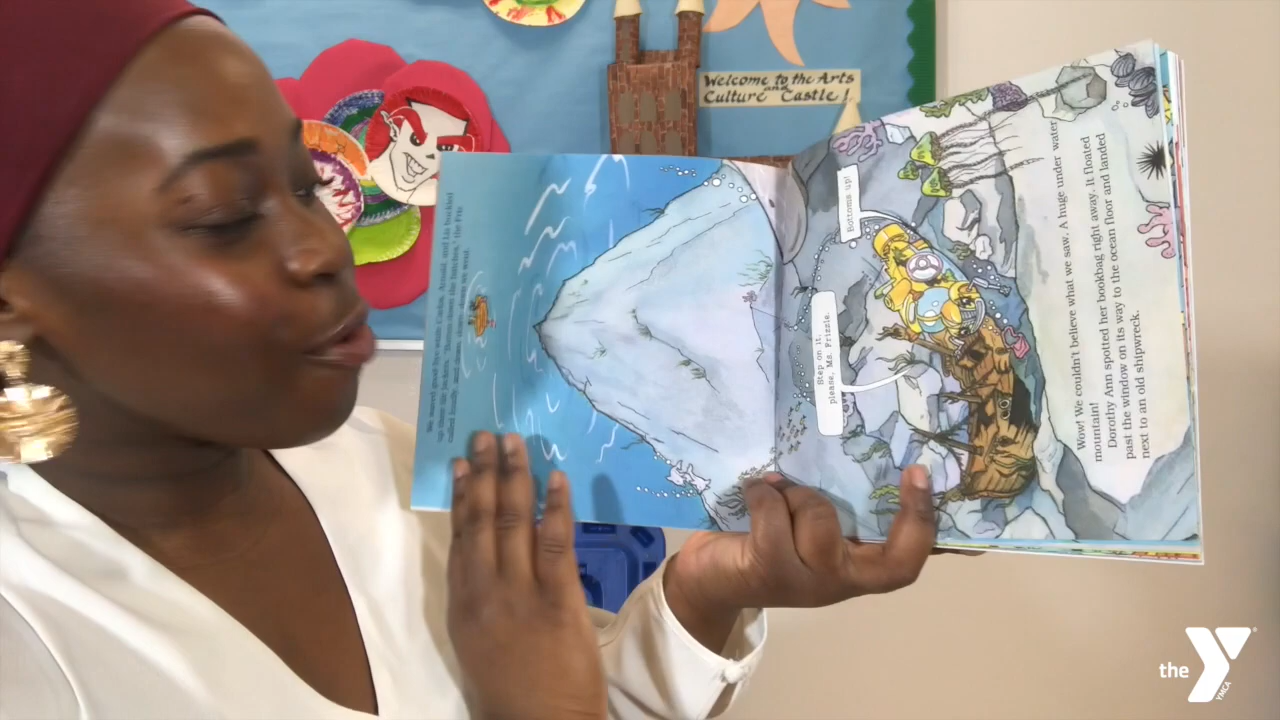 Welcome to the Arts
and
Culture Castle!
Bottoms up!
Step on it,
please, Ms. Frizzle.
Wow! We couldn't believe what we saw. A huge under water
mountain!
Dorothy Ann spotted her bookbag right away. It floated
past the window on its way to the ocean floor and landed
next to an old shipwreck.
the
YMCA